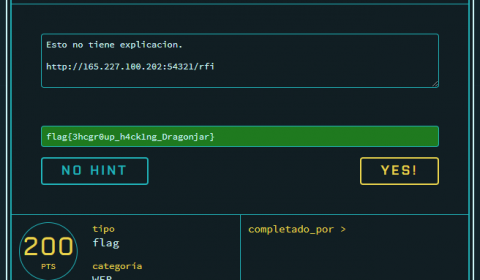 Esto no tiene explicacion.
http://165.227.100.202:54321/rfi
flag{3hcgr0up_h4ck1ng_Dragonjar}
NO HINT
YES!
200
PTS
tipo
flag
categoria
WEB
completado_por >